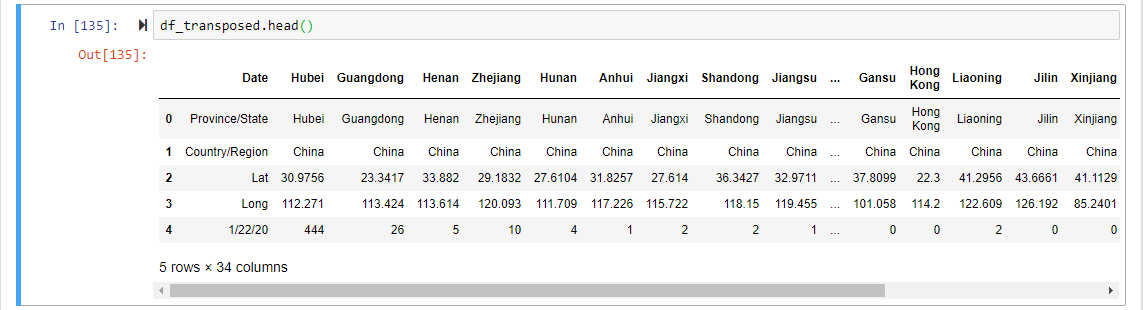 In [135]: df_transposed.head()
Out[135]:
Date Hubei Guangdong Henan Zhejiang Hunan Anhui Jiangxi Shandong Jiangsu ... Gansu Hong Kong Liaoning Jilin Xinjiang
0 Province/State Hubei Guangdong Henan Zhejiang Hunan Anhui Jiangxi Shandong Jiangsu ... Gansu Hong Kong Liaoning Jilin Xinjiang
1 Country/Region China China China China China China China China China ... China China China China China
2 Lat 30.9756 23.3417 33.882 29.1832 27.6104 31.8257 27.614 36.3427 32.9711 ... 37.8099 22.3 41.2956 43.6661 41.1129
3 Long 112.271 113.424 113.614 120.093 111.709 117.226 115.722 118.15 119.455 ... 101.058 114.2 122.609 126.192 85.2401
4 1/22/20 444 26 5 10 4 1 2 2 1 ... 0 0 2 0 0
5 rows × 34 columns